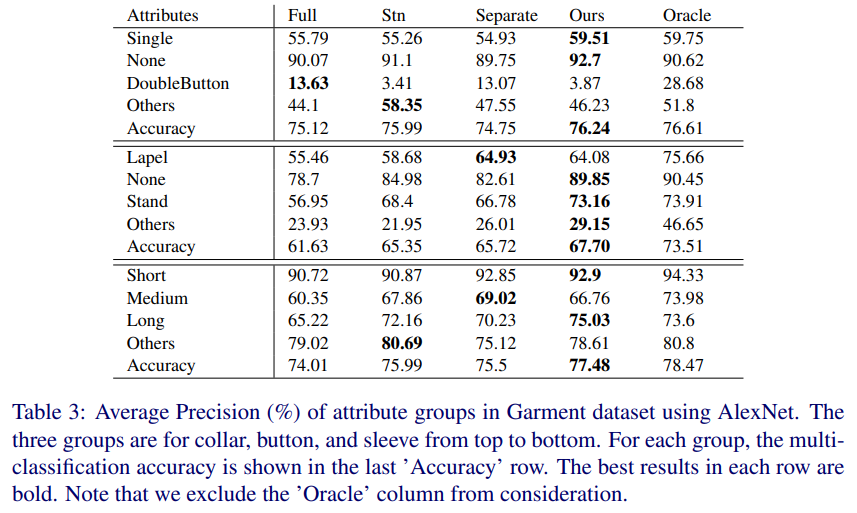 Attributes Full Stn Separate Ours Oracle
Single 55.79 55.26 54.93 59.51 59.75
None 90.07 91.1 89.75 92.7 90.62
DoubleButton 13.63 3.41 13.07 3.87 28.68
Others 44.1 58.35 47.55 46.23 51.8
Accuracy 75.12 75.99 74.75 76.24 76.61
Lapel 55.46 58.68 64.93 64.08 75.66
None 78.7 84.98 82.61 89.85 90.45
Stand 56.95 68.4 66.78 73.16 73.91
Others 23.93 21.95 26.01 29.15 46.65
Accuracy 61.63 65.35 65.72 67.70 73.51
Short 90.72 90.87 92.85 92.9 94.33
Medium 60.35 67.86 69.02 66.76 73.98
Long 65.22 72.16 70.23 75.03 73.6
Others 79.02 80.69 75.12 78.61 80.8
Accuracy 74.01 75.99 75.5 77.48 78.47
Table 3: Average Precision (%) of attribute groups in Garment dataset using AlexNet. The
three groups are for collar, button, and sleeve from top to bottom. For each group, the multi-
classification accuracy is shown in the last ’Accuracy’ row. The best results in each row are
bold. Note that we exclude the ’Oracle’ column from consideration.